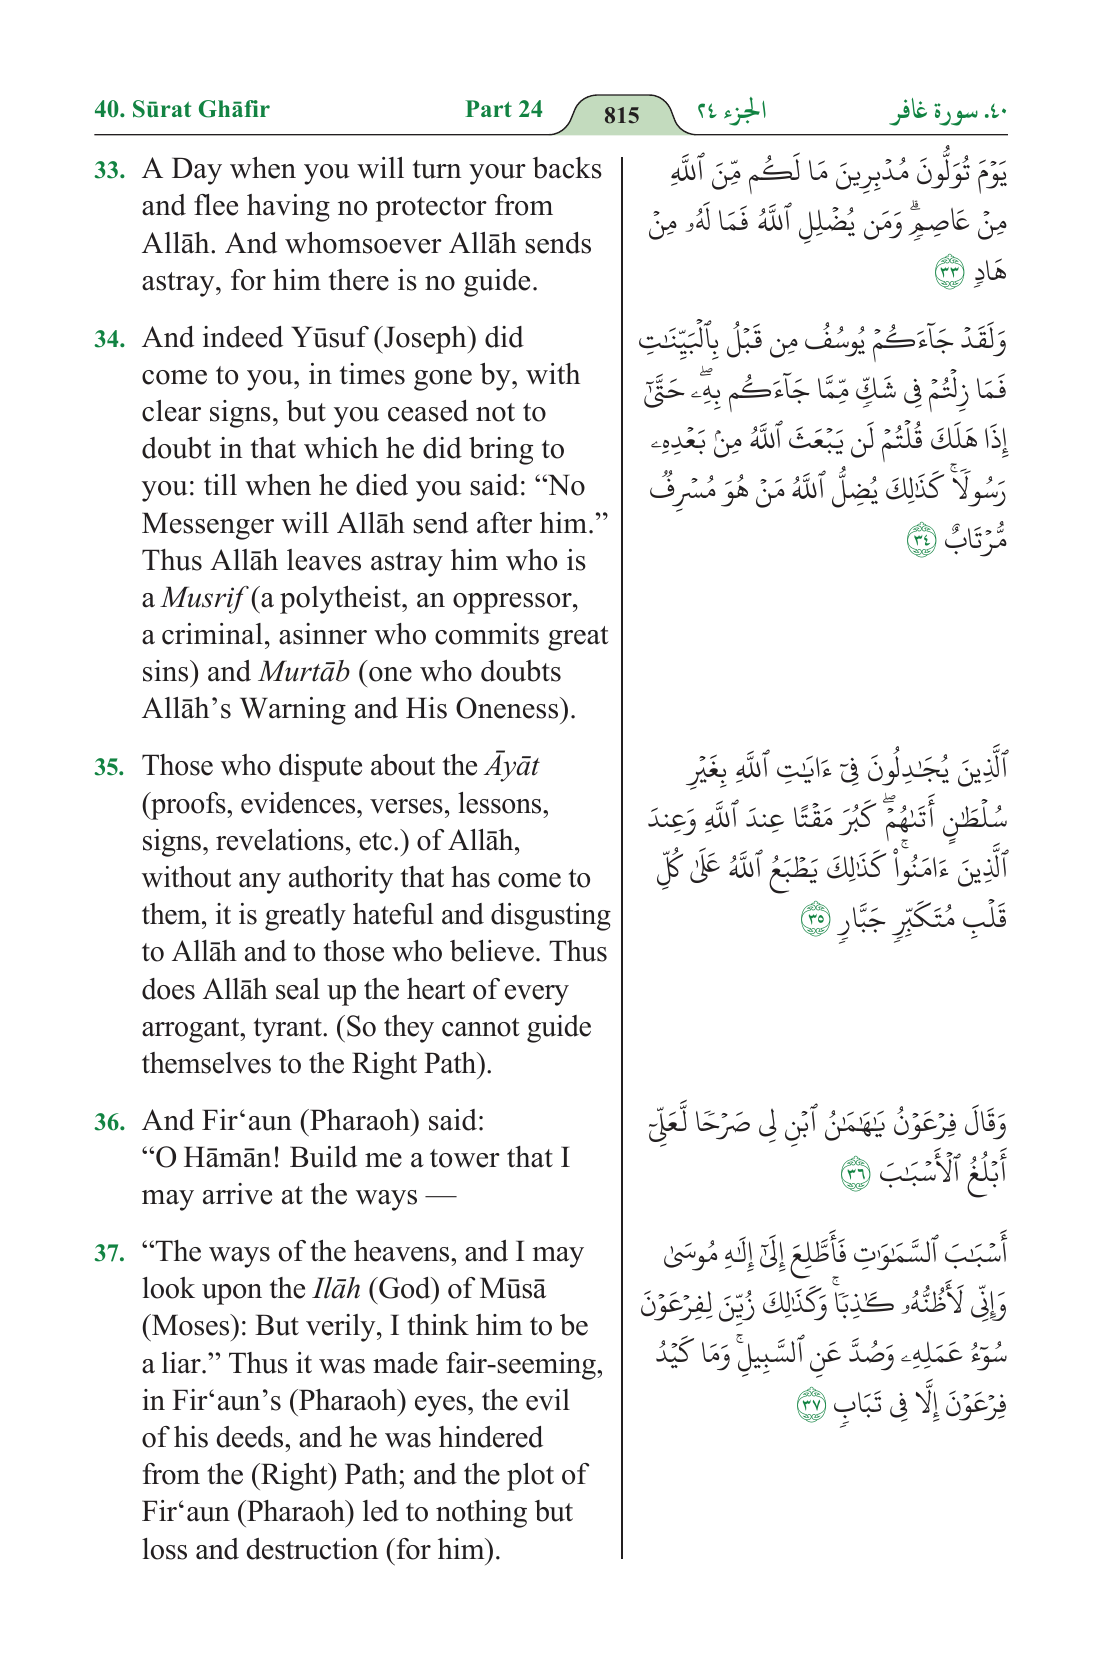 40. Sūrat Ghāfir
Part 24
815
الجزء ٢٤
٤٠. سورة غافر
33. A Day when you will turn your backs
and flee having no protector from
Allāh. And whomsoever Allāh sends
astray, for him there is no guide.
34. And indeed Yūsuf (Joseph) did
come to you, in times gone by, with
clear signs, but you ceased not to
doubt in that which he did bring to
you: till when he died you said: “No
Messenger will Allāh send after him.”
Thus Allāh leaves astray him who is
a Musrif (a polytheist, an oppressor,
a criminal, asinner who commits great
sins) and Murtāb (one who doubts
Allāh’s Warning and His Oneness).
35. Those who dispute about the Āyāt
(proofs, evidences, verses, lessons,
signs, revelations, etc.) of Allāh,
without any authority that has come to
them, it is greatly hateful and disgusting
to Allāh and to those who believe. Thus
does Allāh seal up the heart of every
arrogant, tyrant. (So they cannot guide
themselves to the Right Path).
36. And Fir‘aun (Pharaoh) said:
“O Hāmān! Build me a tower that I
may arrive at the ways —
37. “The ways of the heavens, and I may
look upon the Ilāh (God) of Mūsā
(Moses): But verily, I think him to be
a liar.” Thus it was made fair-seeming,
in Fir‘aun’s (Pharaoh) eyes, the evil
of his deeds, and he was hindered
from the (Right) Path; and the plot of
Fir‘aun (Pharaoh) led to nothing but
loss and destruction (for him).
يَوۡمَ تُوَلُّونَ مُدۡبِرِينَ مَا لَكُم مِّنَ ٱللَّهِ
مِنۡ عَاصِمٖۗ وَمَن يُضۡلِلِ ٱللَّهُ فَمَا لَهُۥ مِنۡ
هَادٖ ٣٣
وَلَقَدۡ جَآءَكُمۡ يُوسُفُ مِن قَبۡلُ بِٱلۡبَيِّنَٰتِ
فَمَا زِلۡتُمۡ فِي شَكّٖ مِّمَّا جَآءَكُم بِهِۦۖ حَتَّىٰٓ
إِذَا هَلَكَ قُلۡتُمۡ لَن يَبۡعَثَ ٱللَّهُ مِنۢ بَعۡدِهِۦ
رَسُولٗاۚ كَذَٰلِكَ يُضِلُّ ٱللَّهُ مَنۡ هُوَ مُسۡرِفٞ
مُّرۡتَابٌ ٣٤
ٱلَّذِينَ يُجَٰدِلُونَ فِيٓ ءَايَٰتِ ٱللَّهِ بِغَيۡرِ
سُلۡطَٰنٍ أَتَىٰهُمۡۖ كَبُرَ مَقۡتًا عِندَ ٱللَّهِ وَعِندَ
ٱلَّذِينَ ءَامَنُواْۚ كَذَٰلِكَ يَطۡبَعُ ٱللَّهُ عَلَىٰ كُلِّ
قَلۡبِ مُتَكَبِّرٖ جَبَّارٖ ٣٥
وَقَالَ فِرۡعَوۡنُ يَٰهَٰمَٰنُ ٱبۡنِ لِي صَرۡحٗا لَّعَلِّيٓ
أَبۡلُغُ ٱلۡأَسۡبَٰبَ ٣٦
أَسۡبَٰبَ ٱلسَّمَٰوَٰتِ فَأَطَّلِعَ إِلَىٰٓ إِلَٰهِ مُوسَىٰ
وَإِنِّي لَأَظُنُّهُۥ كَٰذِبٗاۚ وَكَذَٰلِكَ زُيِّنَ لِفِرۡعَوۡنَ
سُوٓءُ عَمَلِهِۦ وَصُدَّ عَنِ ٱلسَّبِيلِۚ وَمَا كَيۡدُ
فِرۡعَوۡنَ إِلَّا فِي تَبَابٖ ٣٧